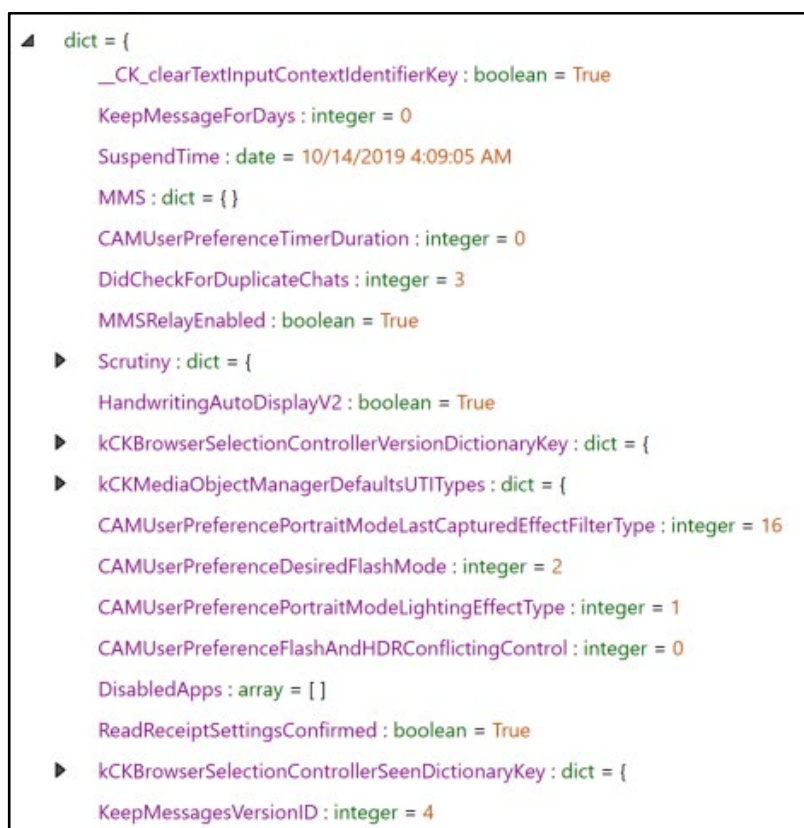 dict = {
__CK_clearTextInputContextIdentifierKey : boolean = True
KeepMessageForDays : integer = 0
SuspendTime : date = 10/14/2019 4:09:05 AM
MMS : dict = { }
CAMUserPreferenceTimerDuration : integer = 0
DidCheckForDuplicateChats : integer = 3
MMSRelayEnabled : boolean = True
Scrutiny : dict = {
HandwritingAutoDisplayV2 : boolean = True
kCKBrowserSelectionControllerVersionDictionaryKey : dict = {
kCKMediaObjectManagerDefaultsUTITypes : dict = {
CAMUserPreferencePortraitModeLastCapturedEffectFilterType : integer = 16
CAMUserPreferenceDesiredFlashMode : integer = 2
CAMUserPreferencePortraitModeLightingEffectType : integer = 1
CAMUserPreferenceFlashAndHDRConflictingControl : integer = 0
DisabledApps : array = [ ]
ReadReceiptSettingsConfirmed : boolean = True
kCKBrowserSelectionControllerSeenDictionaryKey : dict = {
KeepMessagesVersionID : integer = 4